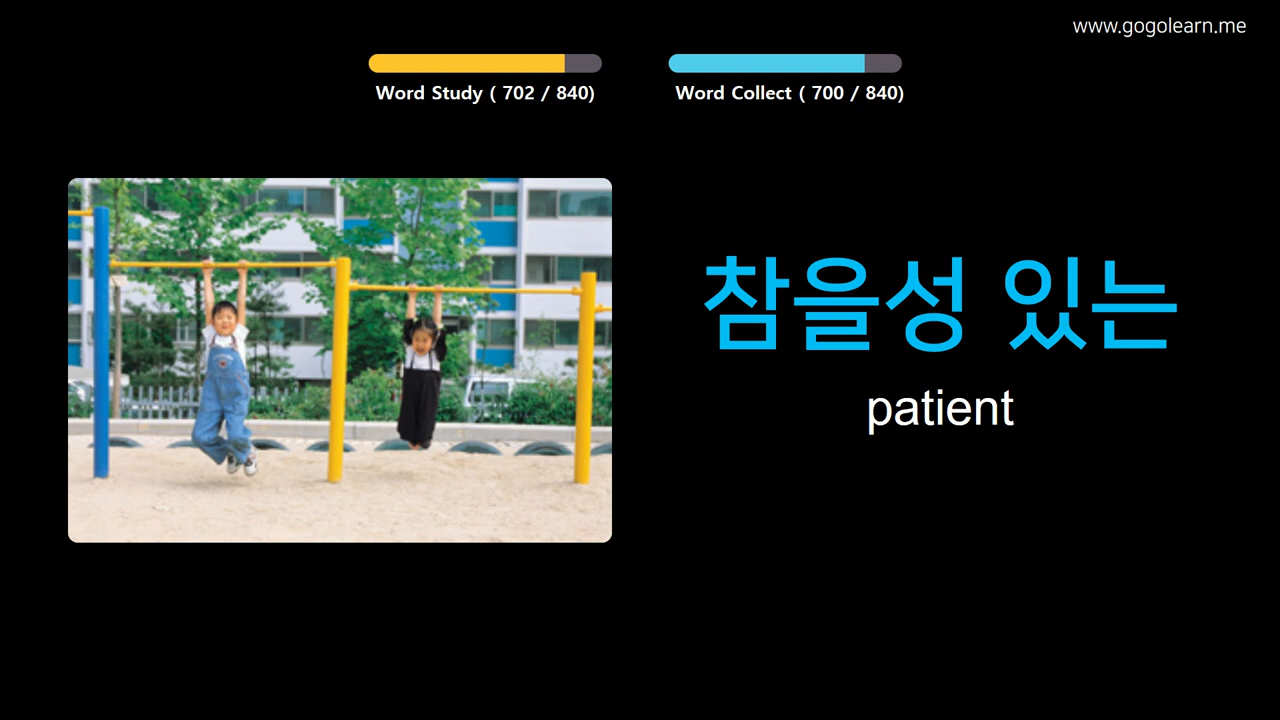 www.gogolearn.me
Word Study ( 702 / 840)
Word Collect ( 700 / 840)
참을성 있는
patient